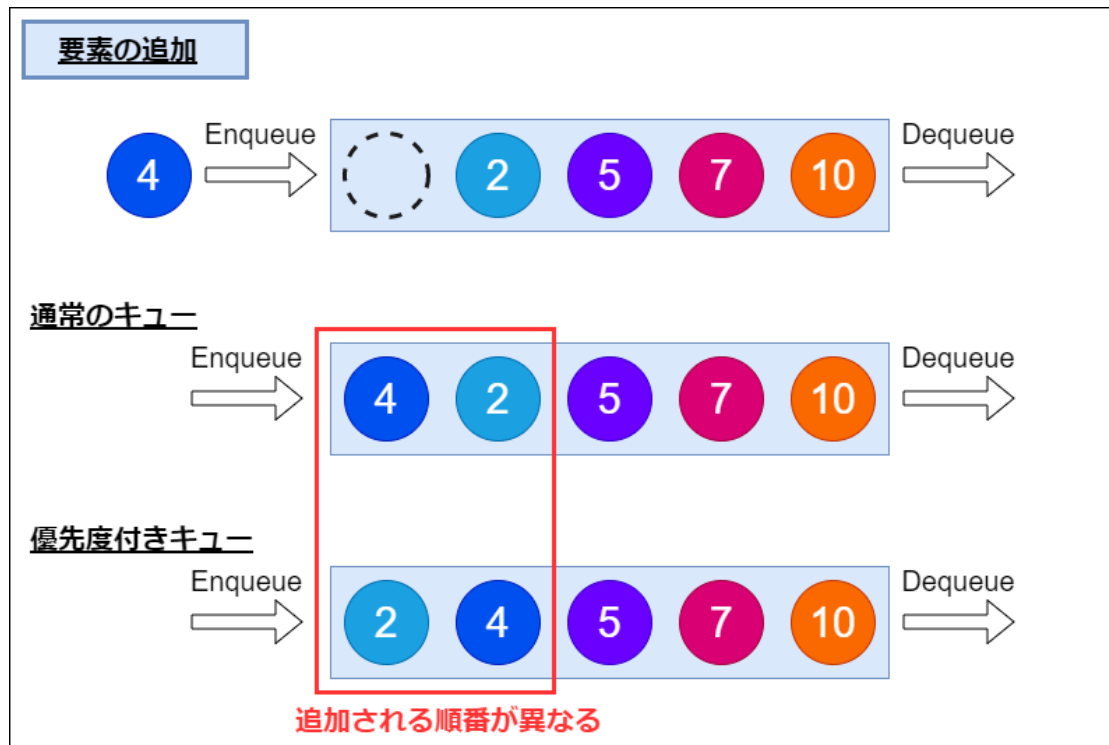 要素の追加
Enqueue
Dequeue
4
2 5 7 10
通常のキュー
Enqueue
Dequeue
4 2 5 7 10
優先度付きキュー
Enqueue
Dequeue
2 4 5 7 10
追加される順番が異なる